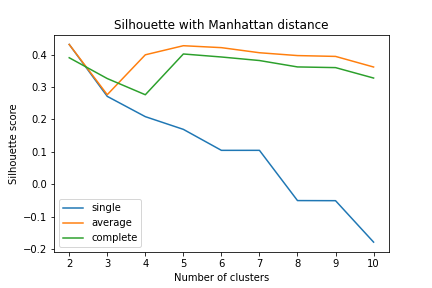 Silhouette with Manhattan distance
Silhouette score
0.4
0.3
0.2
0.1
0.0
−0.1
−0.2
single
average
complete
2 3 4 5 6 7 8 9 10
Number of clusters